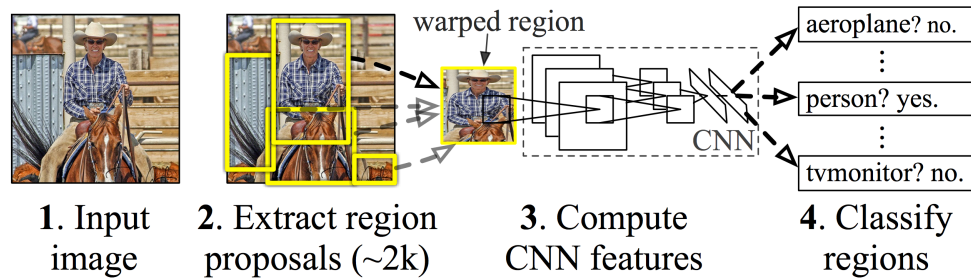 warped region
aeroplane? no.
⋮
person? yes.
CNN
⋮
tvmonitor? no.
1. Input
image
2. Extract region
proposals (~2k)
3. Compute
CNN features
4. Classify
regions